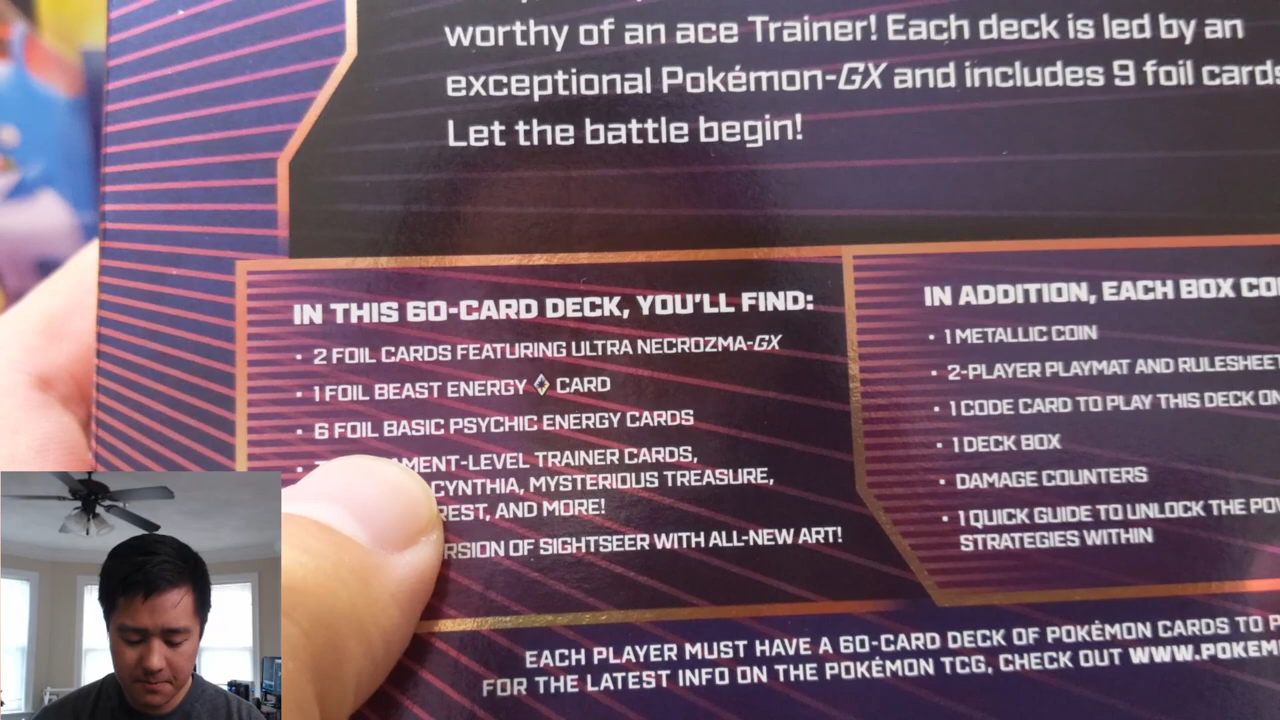 worthy of an ace Trainer! Each deck is led by an
exceptional Pokémon-GX and includes 9 foil cards
Let the battle begin!
IN THIS 60-CARD DECK, YOU'LL FIND:
• 2 FOIL CARDS FEATURING ULTRA NECROZMA-GX
• 1 FOIL BEAST ENERGY CARD
• 6 FOIL BASIC PSYCHIC ENERGY CARDS
TRAINER CARDS,
CYNTHIA, MYSTERIOUS TREASURE,
AND MORE!
OF SIGHTSEER WITH ALL-NEW ART!
IN ADDITION, EACH BOX
• 1 METALLIC COIN
• 2-PLAYER PLAYMAT AND RULESHEET
• 1 CODE CARD TO PLAY THIS DECK
• 1 DECK BOX
• DAMAGE COUNTERS
• 1 QUICK GUIDE TO UNLOCK THE
STRATEGIES WITHIN
EACH PLAYER MUST HAVE A 60-CARD DECK OF POKÉMON CARDS TO
FOR THE LATEST INFO ON THE POKÉMON TCG, CHECK OUT